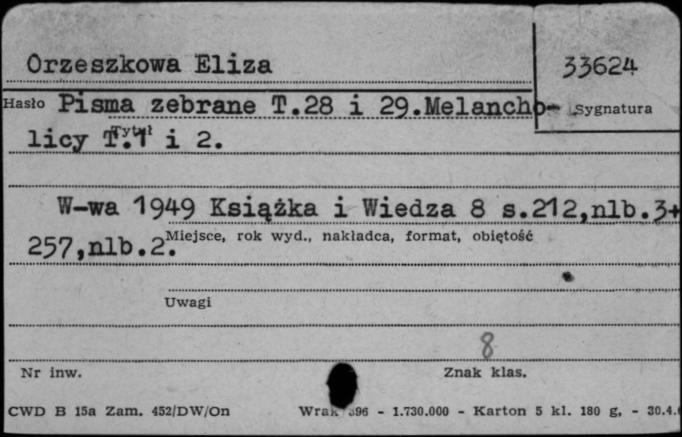 Orzeszkowa Eliza
33624
Hasło Pisma zebrane T.28 i 29.Melancho-
Sygnatura
licy T.1 i 2.
Tytuł
W-wa 1949 Książka i Wiedza 8 s.212,nlb.3+
257,nlb.2.
Miejsce, rok wyd., nakładca, format, objętość
Uwagi
8
Nr inw.
Znak klas.
CWD B 15a Zam. 452/DW/On - 1.730.000 - Karton 5 kl. 180 g, - 30.4.